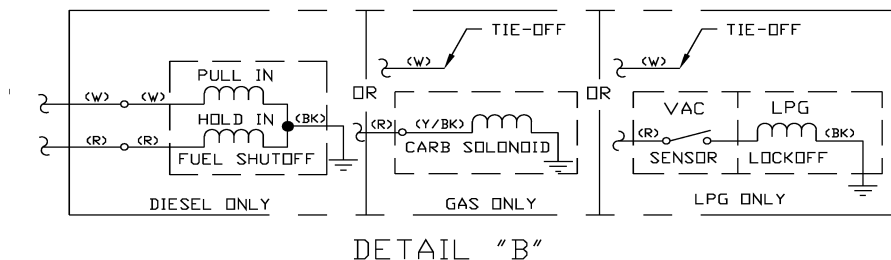 TIE-OFF
TIE-OFF
(W)
(W)
PULL IN
(W)
(W)
OR
OR
VAC
LPG
HOLD IN
(BK)
(R)
(R)
(R)
(Y/BK)
(R)
(BK)
FUEL SHUTOFF
CARB SOLONOID
SENSOR
LOCKOFF
DIESEL ONLY
GAS ONLY
LPG ONLY
DETAIL "B"